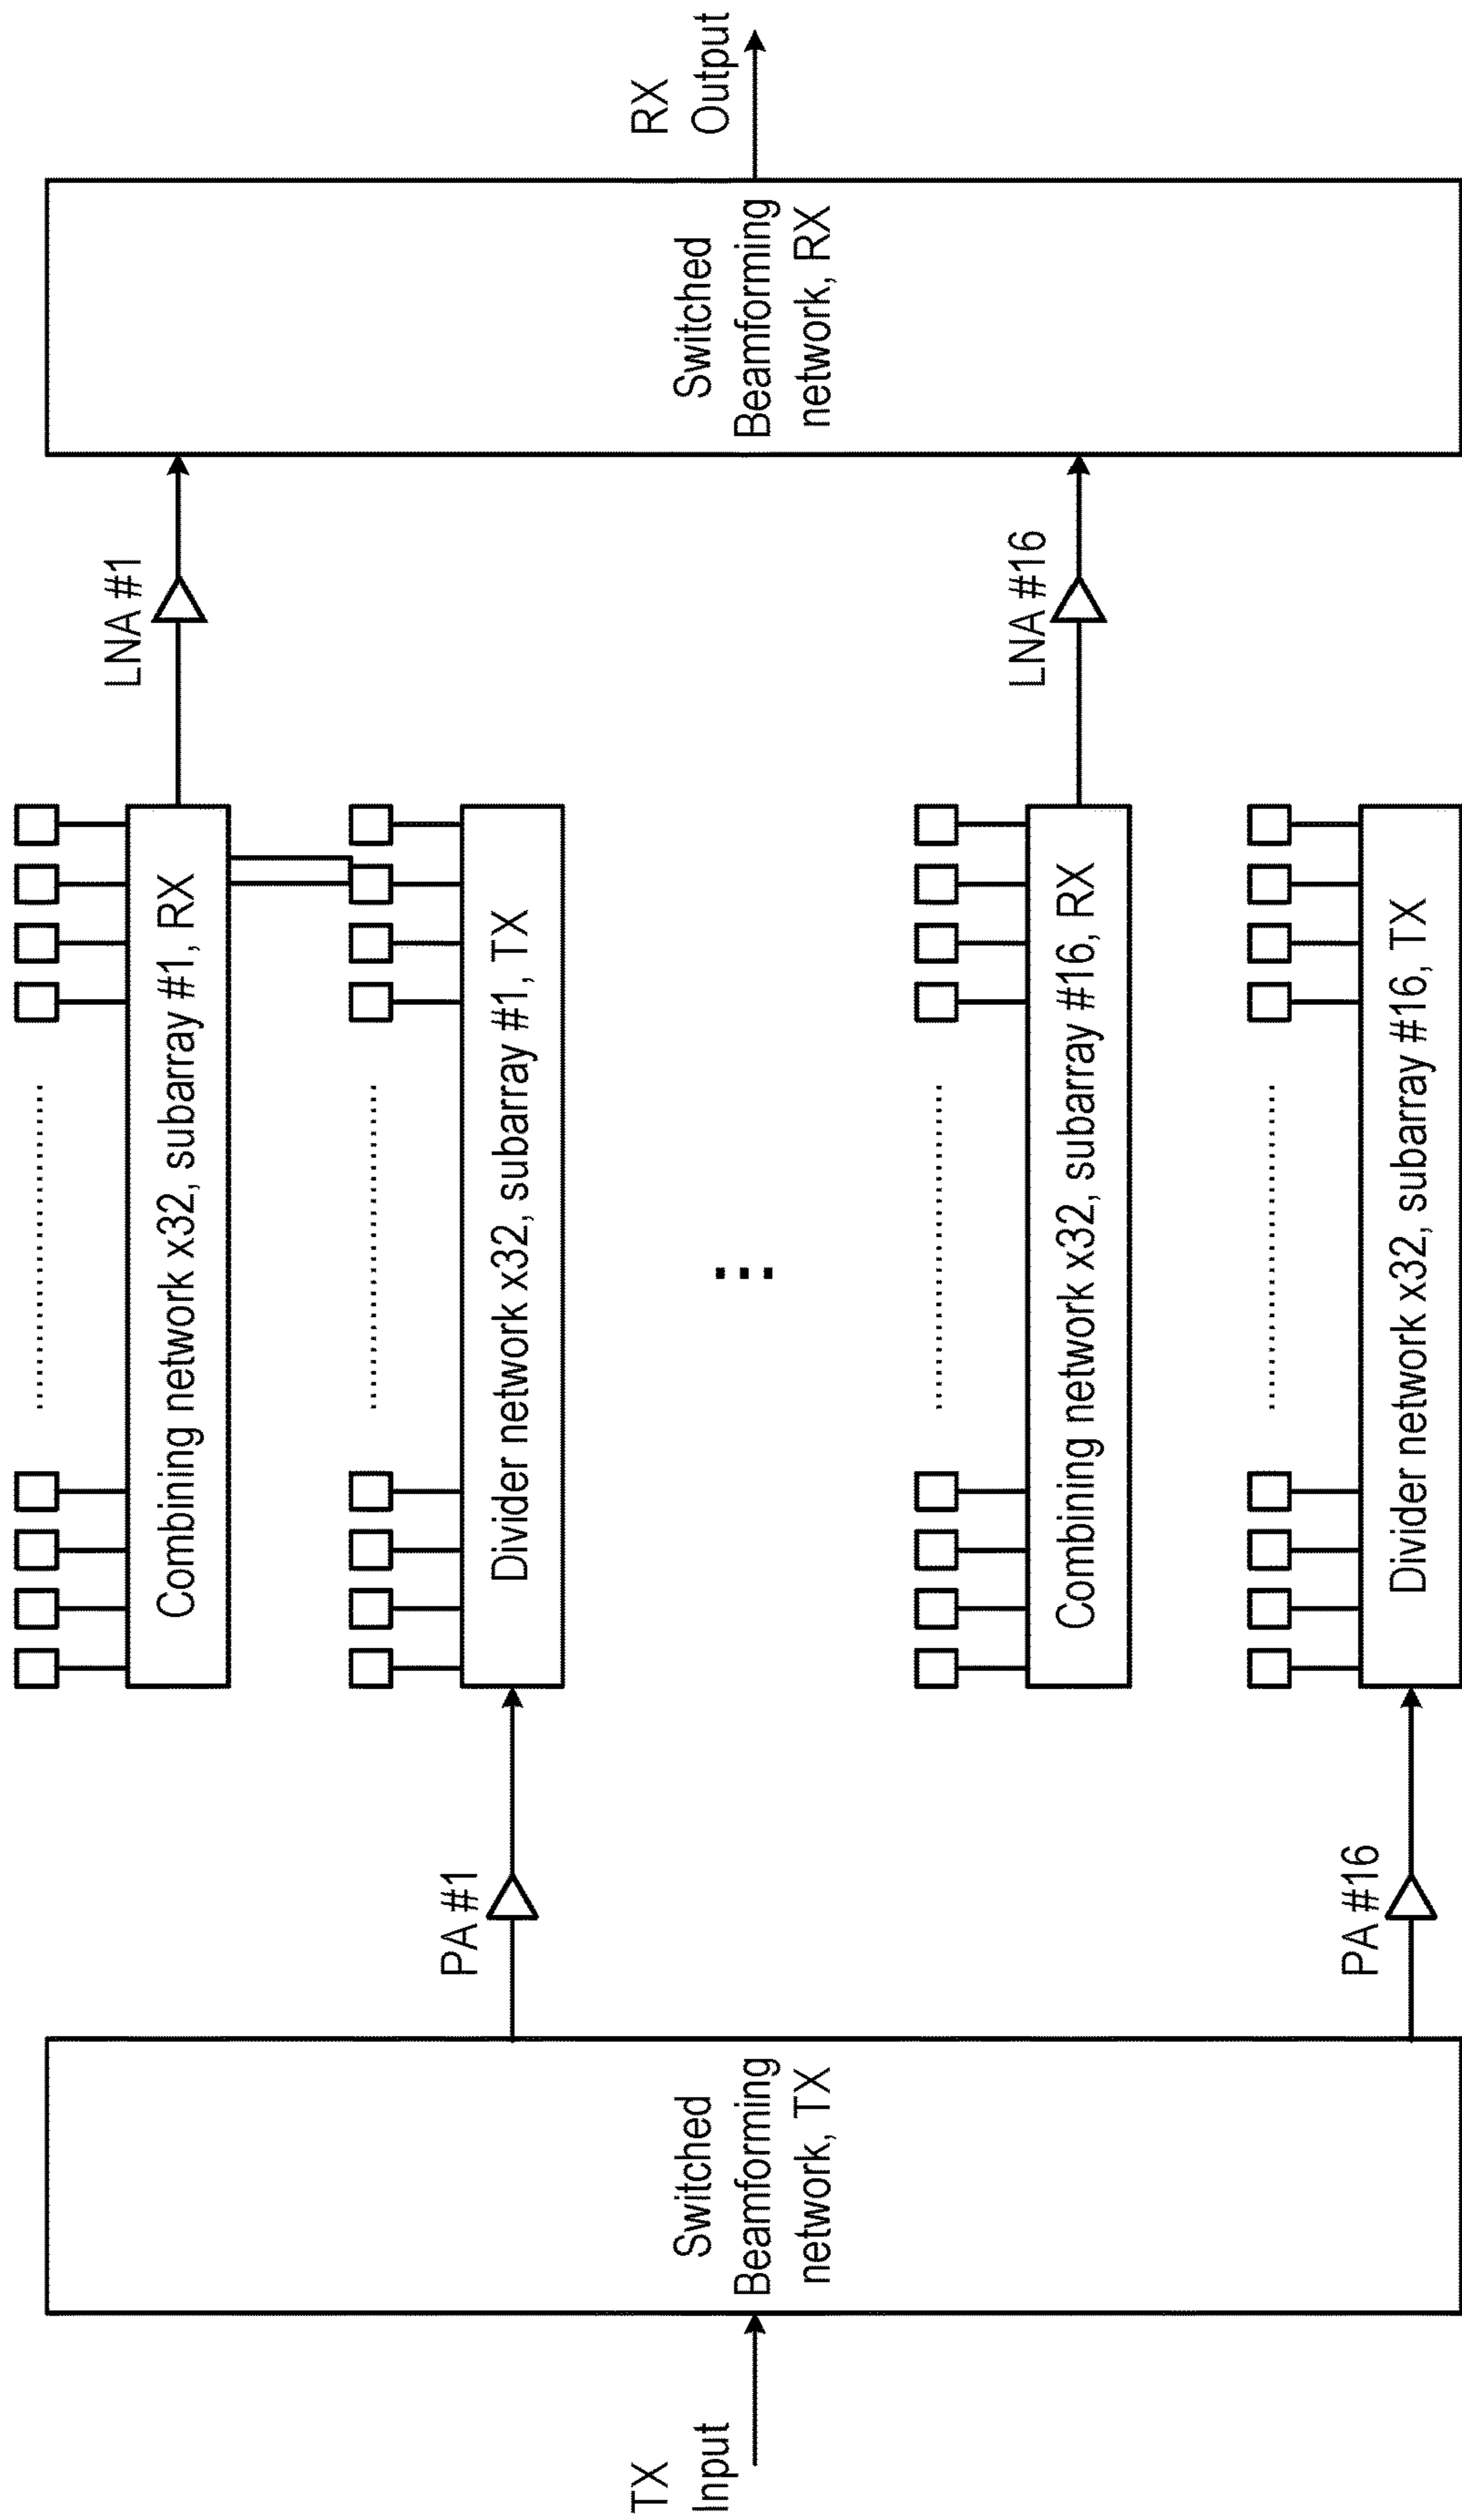 TX
Input
Switched
Beamforming
network, TX
PA #1
PA #16
Combining network x32, subarray #1, RX
Divider network x32, subarray #1, TX
Combining network x32, subarray #16, RX
Divider network x32, subarray #16, TX
LNA #1
LNA #16
Switched
Beamforming
network, RX
RX
Output